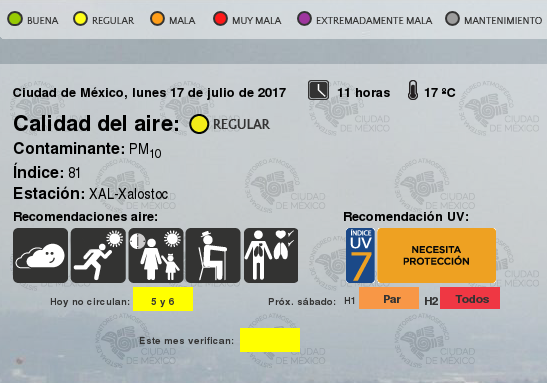 BUENA REGULAR MALA MUY MALA EXTREMADAMENTE MALA MANTENIMIENTO
Ciudad de México, lunes 17 de julio de 2017 11 horas 17 ºC
Calidad del aire: REGULAR
Contaminante: PM10
Índice: 81
Estación: XAL-Xalostoc
Recomendaciones aire: Recomendación UV:
ÍNDICE
UV
7
NECESITA
PROTECCIÓN
Hoy no circulan: 5 y 6 Próx. sábado: H1 Par H2 Todos
Este mes verifican:
CIUDAD
DE MÉXICO